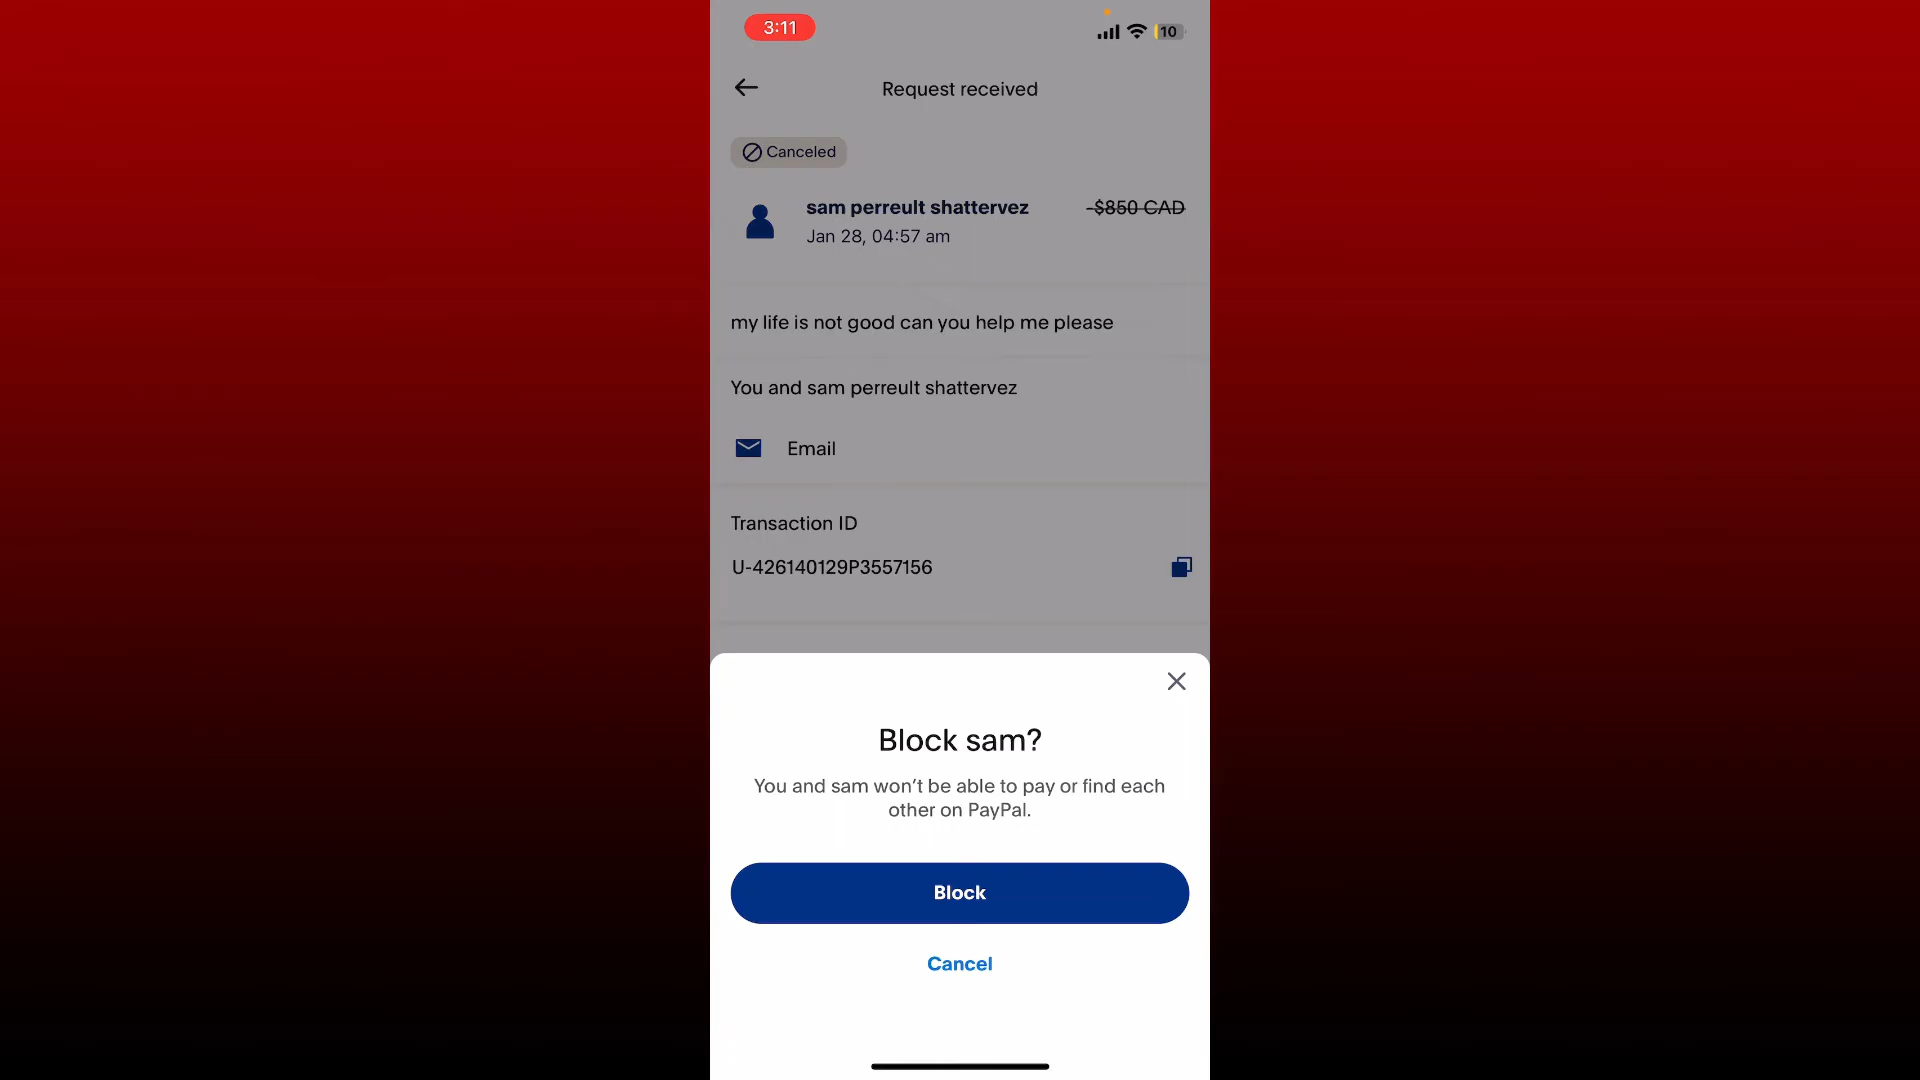 3:11
10
Request received
Canceled
sam perreult shattervez
-$850 CAD
Jan 28, 04:57 am
my life is not good can you help me please
You and sam perreult shattervez
Email
Transaction ID
U-426140129P3557156
Block sam?
You and sam won’t be able to pay or find each
other on PayPal.
Block
Cancel